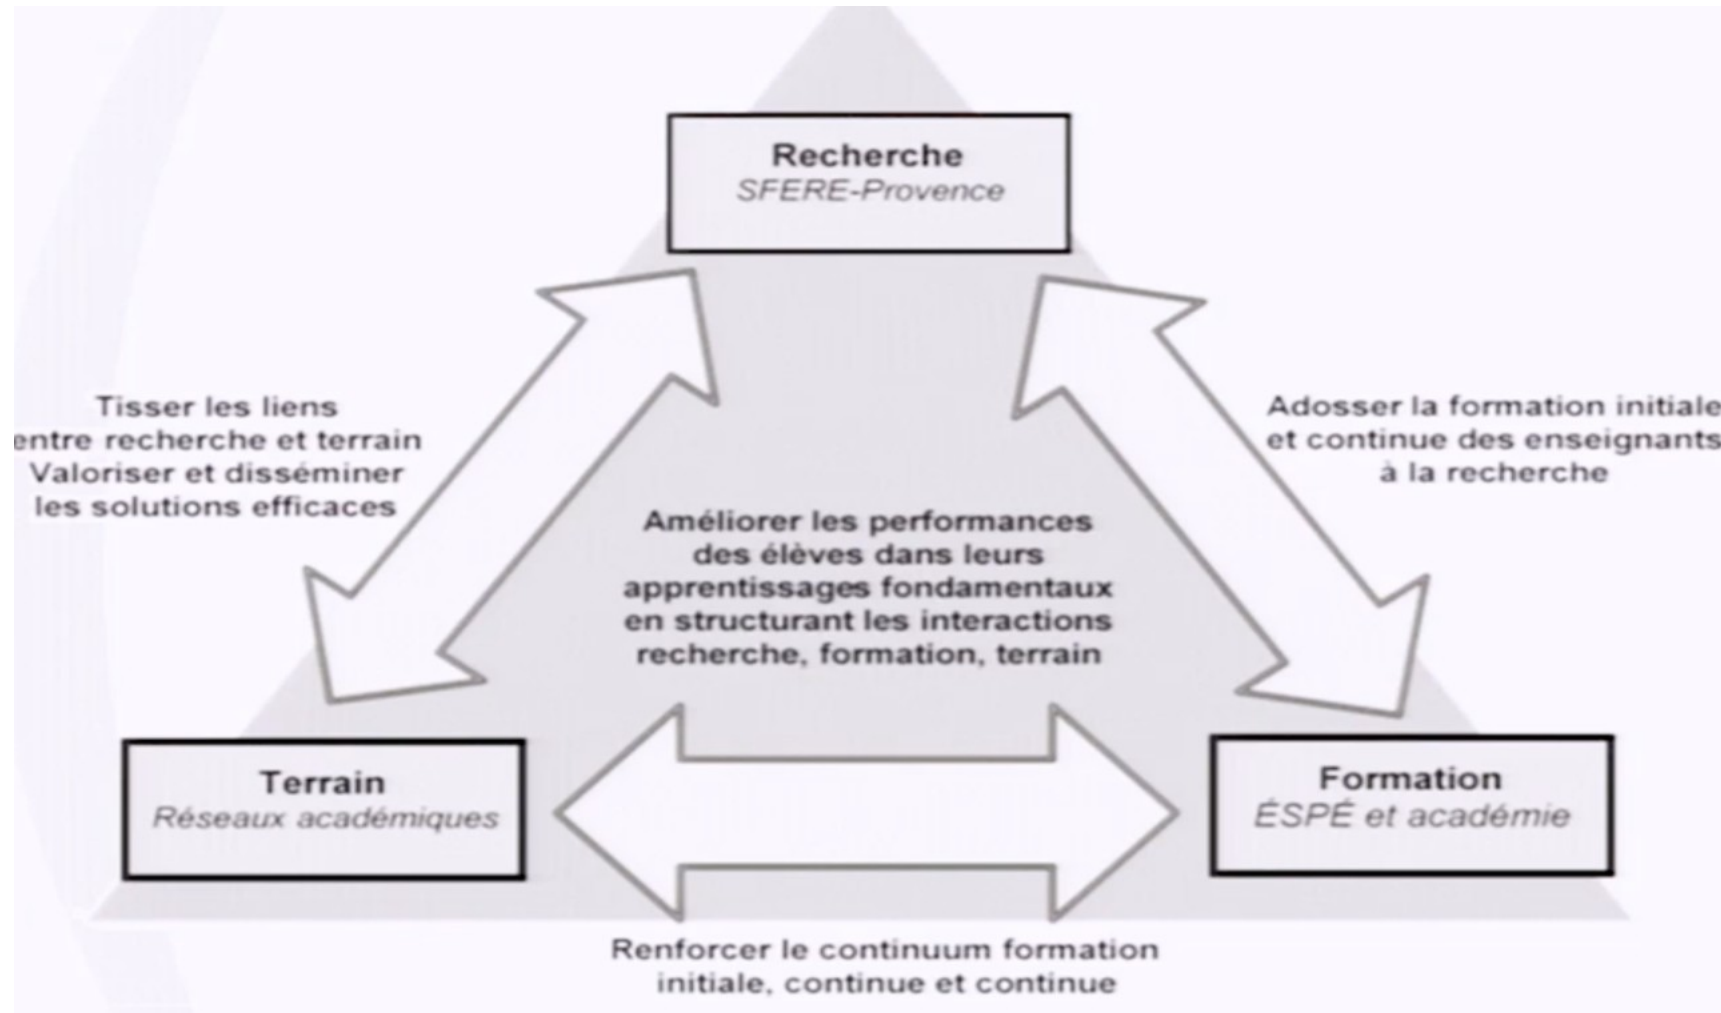 Recherche
SFERE-Provence
Tisser les liens
entre recherche et terrain
Valoriser et disséminer
les solutions efficaces
Adosser la formation initiale
et continue des enseignants
à la recherche
Améliorer les performances
des élèves dans leurs
apprentissages fondamentaux
en structurant les interactions
recherche, formation, terrain
Terrain
Réseaux académiques
Formation
ÉSPÉ et académie
Renforcer le continuum formation
initiale, continue et continue